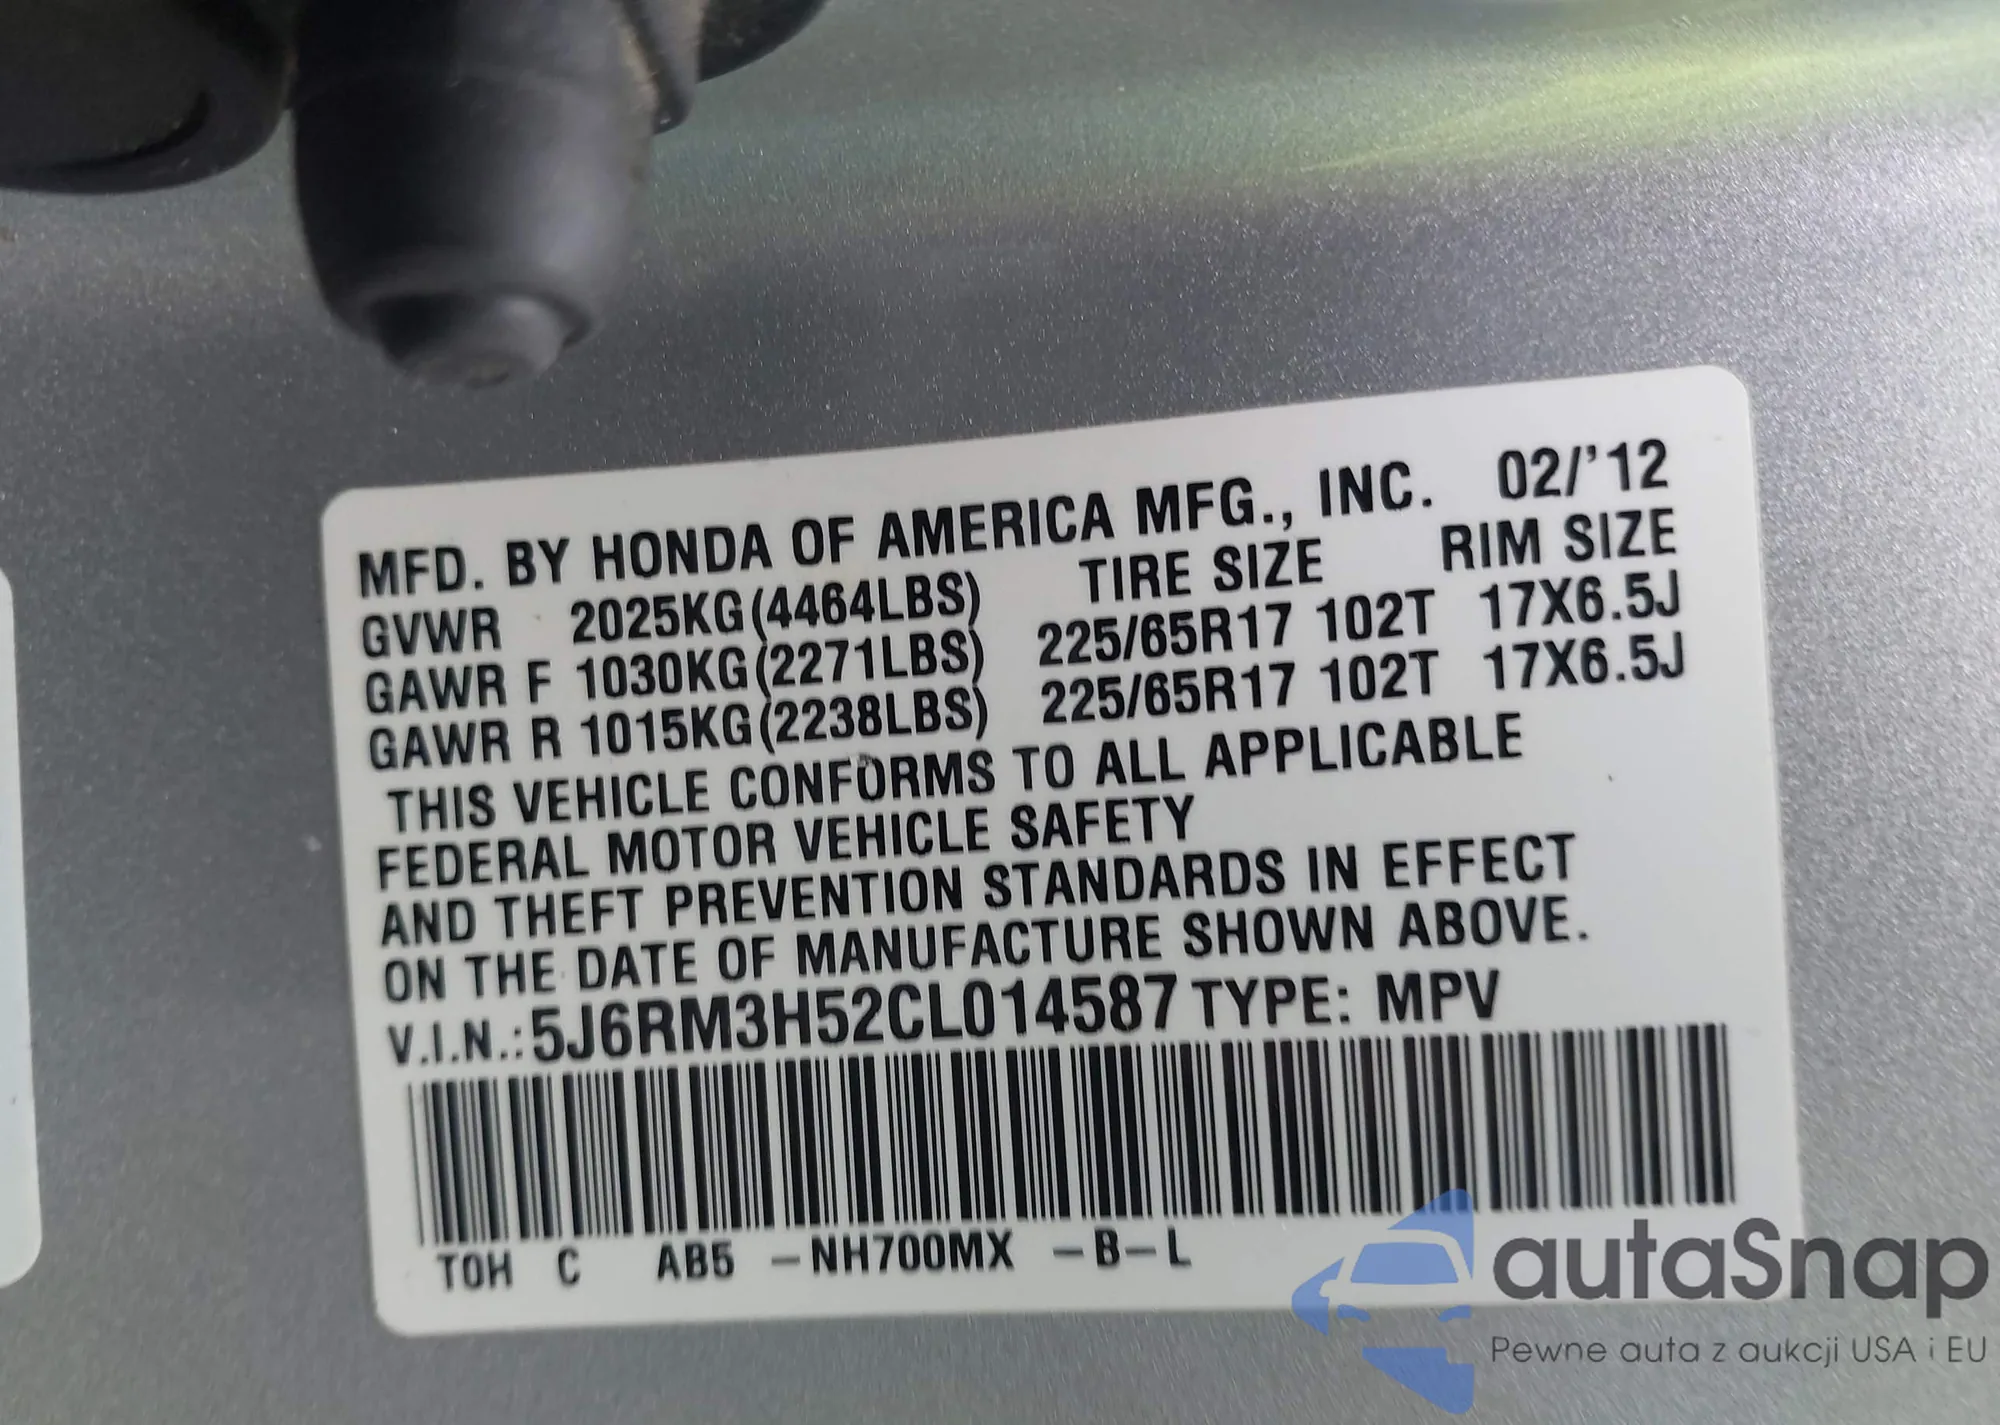 MFD. BY HONDA OF AMERICA MFG., INC. 02/'12
GVWR 2025KG(4464LBS) TIRE SIZE RIM SIZE
GAWR F 1030KG(2271LBS) 225/65R17 102T 17X6.5J
GAWR R 1015KG(2238LBS) 225/65R17 102T 17X6.5J
THIS VEHICLE CONFORMS TO ALL APPLICABLE
FEDERAL MOTOR VEHICLE SAFETY
AND THEFT PREVENTION STANDARDS IN EFFECT
ON THE DATE OF MANUFACTURE SHOWN ABOVE.
V.I.N.: 5J6RM3H52CL014587 TYPE: MPV
TOH C AB5 -NH700MX -B-L
autaSnap
Pewne auta z aukcji USA i EU